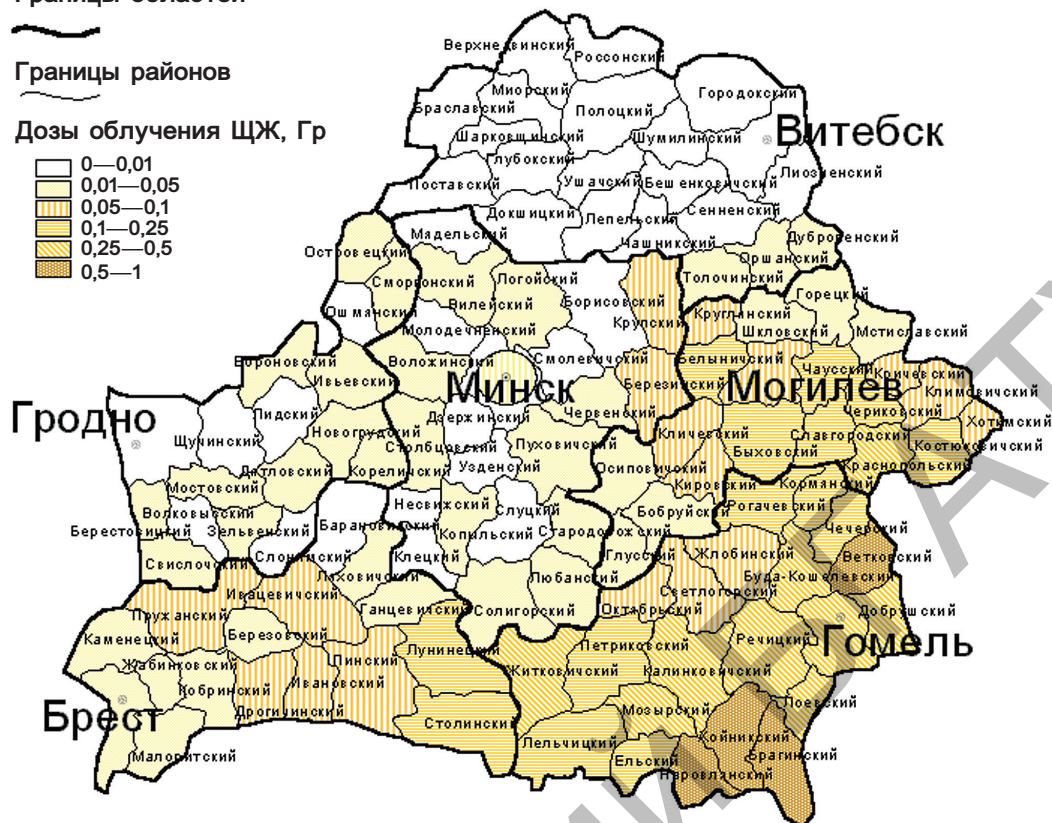 Границы областей
Границы районов
Дозы облучения ЩЖ, Гр
0—0,01
0,01—0,05
0,05—0,1
0,1—0,25
0,25—0,5
0,5—1
Верхнедвинский
Россонский
Миорский
Городокский
Браславский
Полоцкий
Витебск
Шарковщинский
Шумилинский
Глубокский
Лиозненский
Поставский
Ушачский
Бешенковичский
Докшицкий
Лепельский
Сенненский
Мядельский
Чашникский
Дубровенский
Островецкий
Оршанский
Сморгонский
Логойский
Толочинский
Вилейский
Борисовский
Горецкий
Ошмянский
Круглянский
Молодечненский
Крупский
Шкловский
Мстиславский
Вороновский
Воложинский
Смолевичский
Белыничский
Чаусский
Кричевский
Ивьевский
Минск
Березинский
Могилев
Климовичский
Гродно
Лидский
Дзержинский
Червенский
Чериковский
Хотимский
Щучинский
Новогрудский
Столбцовский
Кличевский
Славгородский
Костюковичский
Пуховичский
Быховский
Дятловский
Кореличский
Узденский
Осиповичский
Краснопольский
Мостовский
Кировский
Кормянский
Несвижский
Рогачевский
Волковысский
Слуцкий
Бобруйский
Берестовицкий
Зельвенский
Барановичский
Копыльский
Стародорожский
Чечерский
Слонимский
Клецкий
Глусский
Жлобинский
Ветковский
Свислочский
Ляховичский
Любанский
Светлогорский
Буда-Кошелевский
Ивацевичский
Ганцевичский
Солигорский
Октябрьский
Добрушский
Пружанский
Березовский
Речицкий
Каменецкий
Лунинецкий
Петриковский
Гомель
Жабинковский
Пинский
Житковичский
Калинковичский
Кобринский
Ивановский
Лоевский
Брест
Дрогичинский
Столинский
Мозырский
Лельчицкий
Хойникский
Малоритский
Ельский
Брагинский
Наровлянский